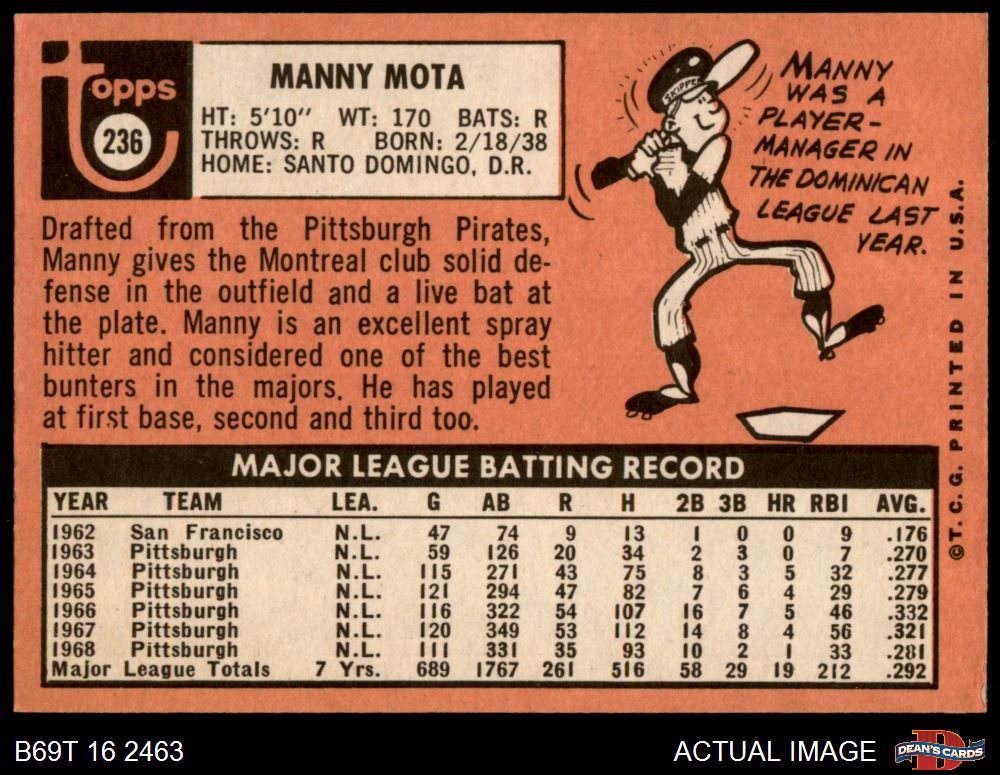 Topps
236
MANNY MOTA
HT: 5'10" WT: 170 BATS: R
THROWS: R BORN: 2/18/38
HOME: SANTO DOMINGO, D.R.
Drafted from the Pittsburgh Pirates,
Manny gives the Montreal club solid de-
fense in the outfield and a live bat at
the plate. Manny is an excellent spray
hitter and considered one of the best
bunters in the majors. He has played
at first base, second and third too.
SKIPPER
MANNY
WAS A
PLAYER-
MANAGER IN
THE DOMINICAN
LEAGUE LAST
YEAR.
©T.C.G. PRINTED IN U.S.A.
MAJOR LEAGUE BATTING RECORD
YEAR TEAM LEA. G AB R H 2B 3B HR RBI AVG.
1962 San Francisco N.L. 47 74 9 13 1 0 0 9 .176
1963 Pittsburgh N.L. 59 126 20 34 2 3 0 7 .270
1964 Pittsburgh N.L. 115 271 43 75 8 3 5 32 .277
1965 Pittsburgh N.L. 121 294 47 82 7 6 4 29 .279
1966 Pittsburgh N.L. 116 322 54 107 16 7 5 46 .332
1967 Pittsburgh N.L. 120 349 53 112 14 8 4 56 .321
1968 Pittsburgh N.L. 111 331 35 93 10 2 1 33 .281
Major League Totals 7 Yrs. 689 1767 261 516 58 29 19 212 .292
B69T 16 2463
ACTUAL IMAGE
DEAN'S CARDS